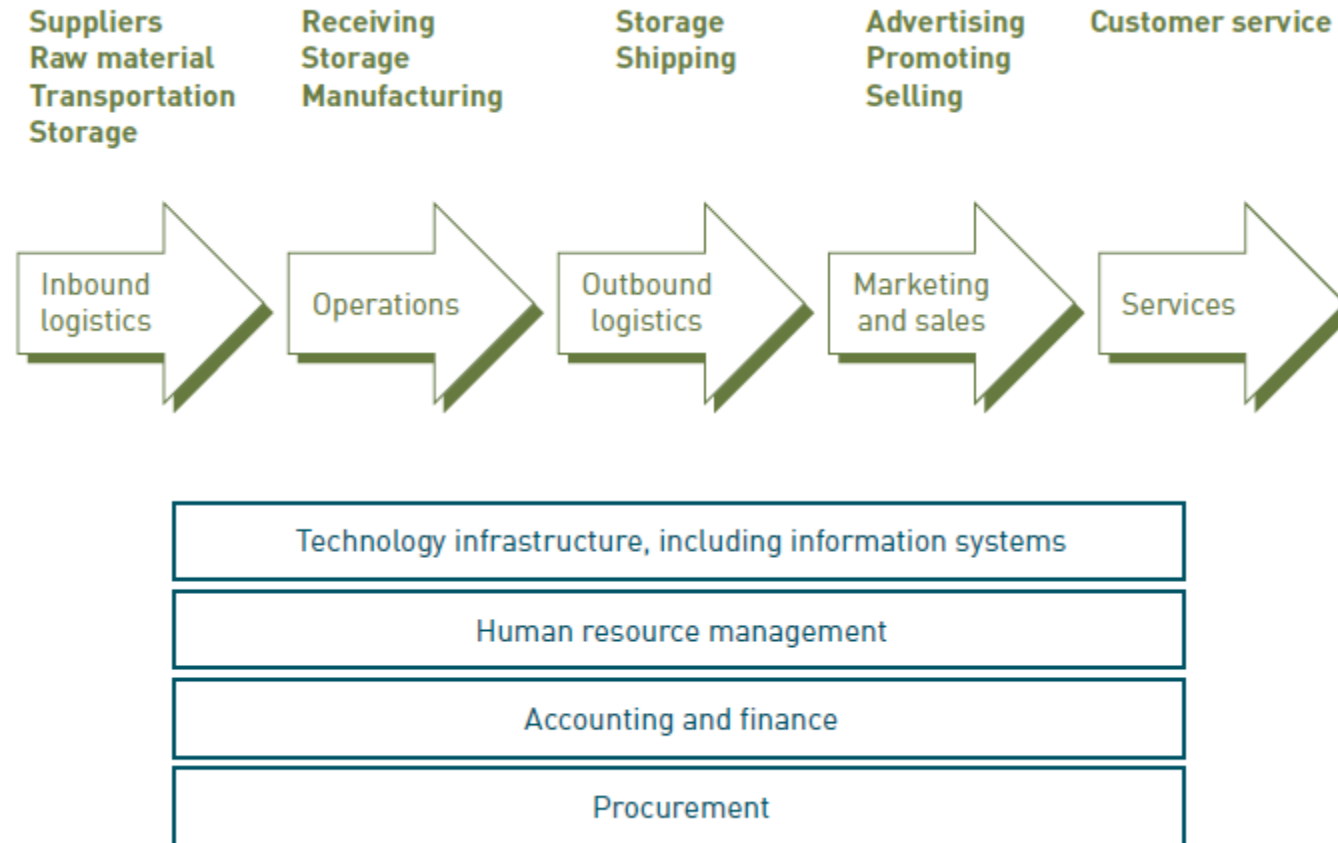 Suppliers
Raw material
Transportation
Storage
Receiving
Storage
Manufacturing
Storage
Shipping
Advertising
Promoting
Selling
Customer service
Inbound
logistics
Operations
Outbound
logistics
Marketing
and sales
Services
Technology infrastructure, including information systems
Human resource management
Accounting and finance
Procurement